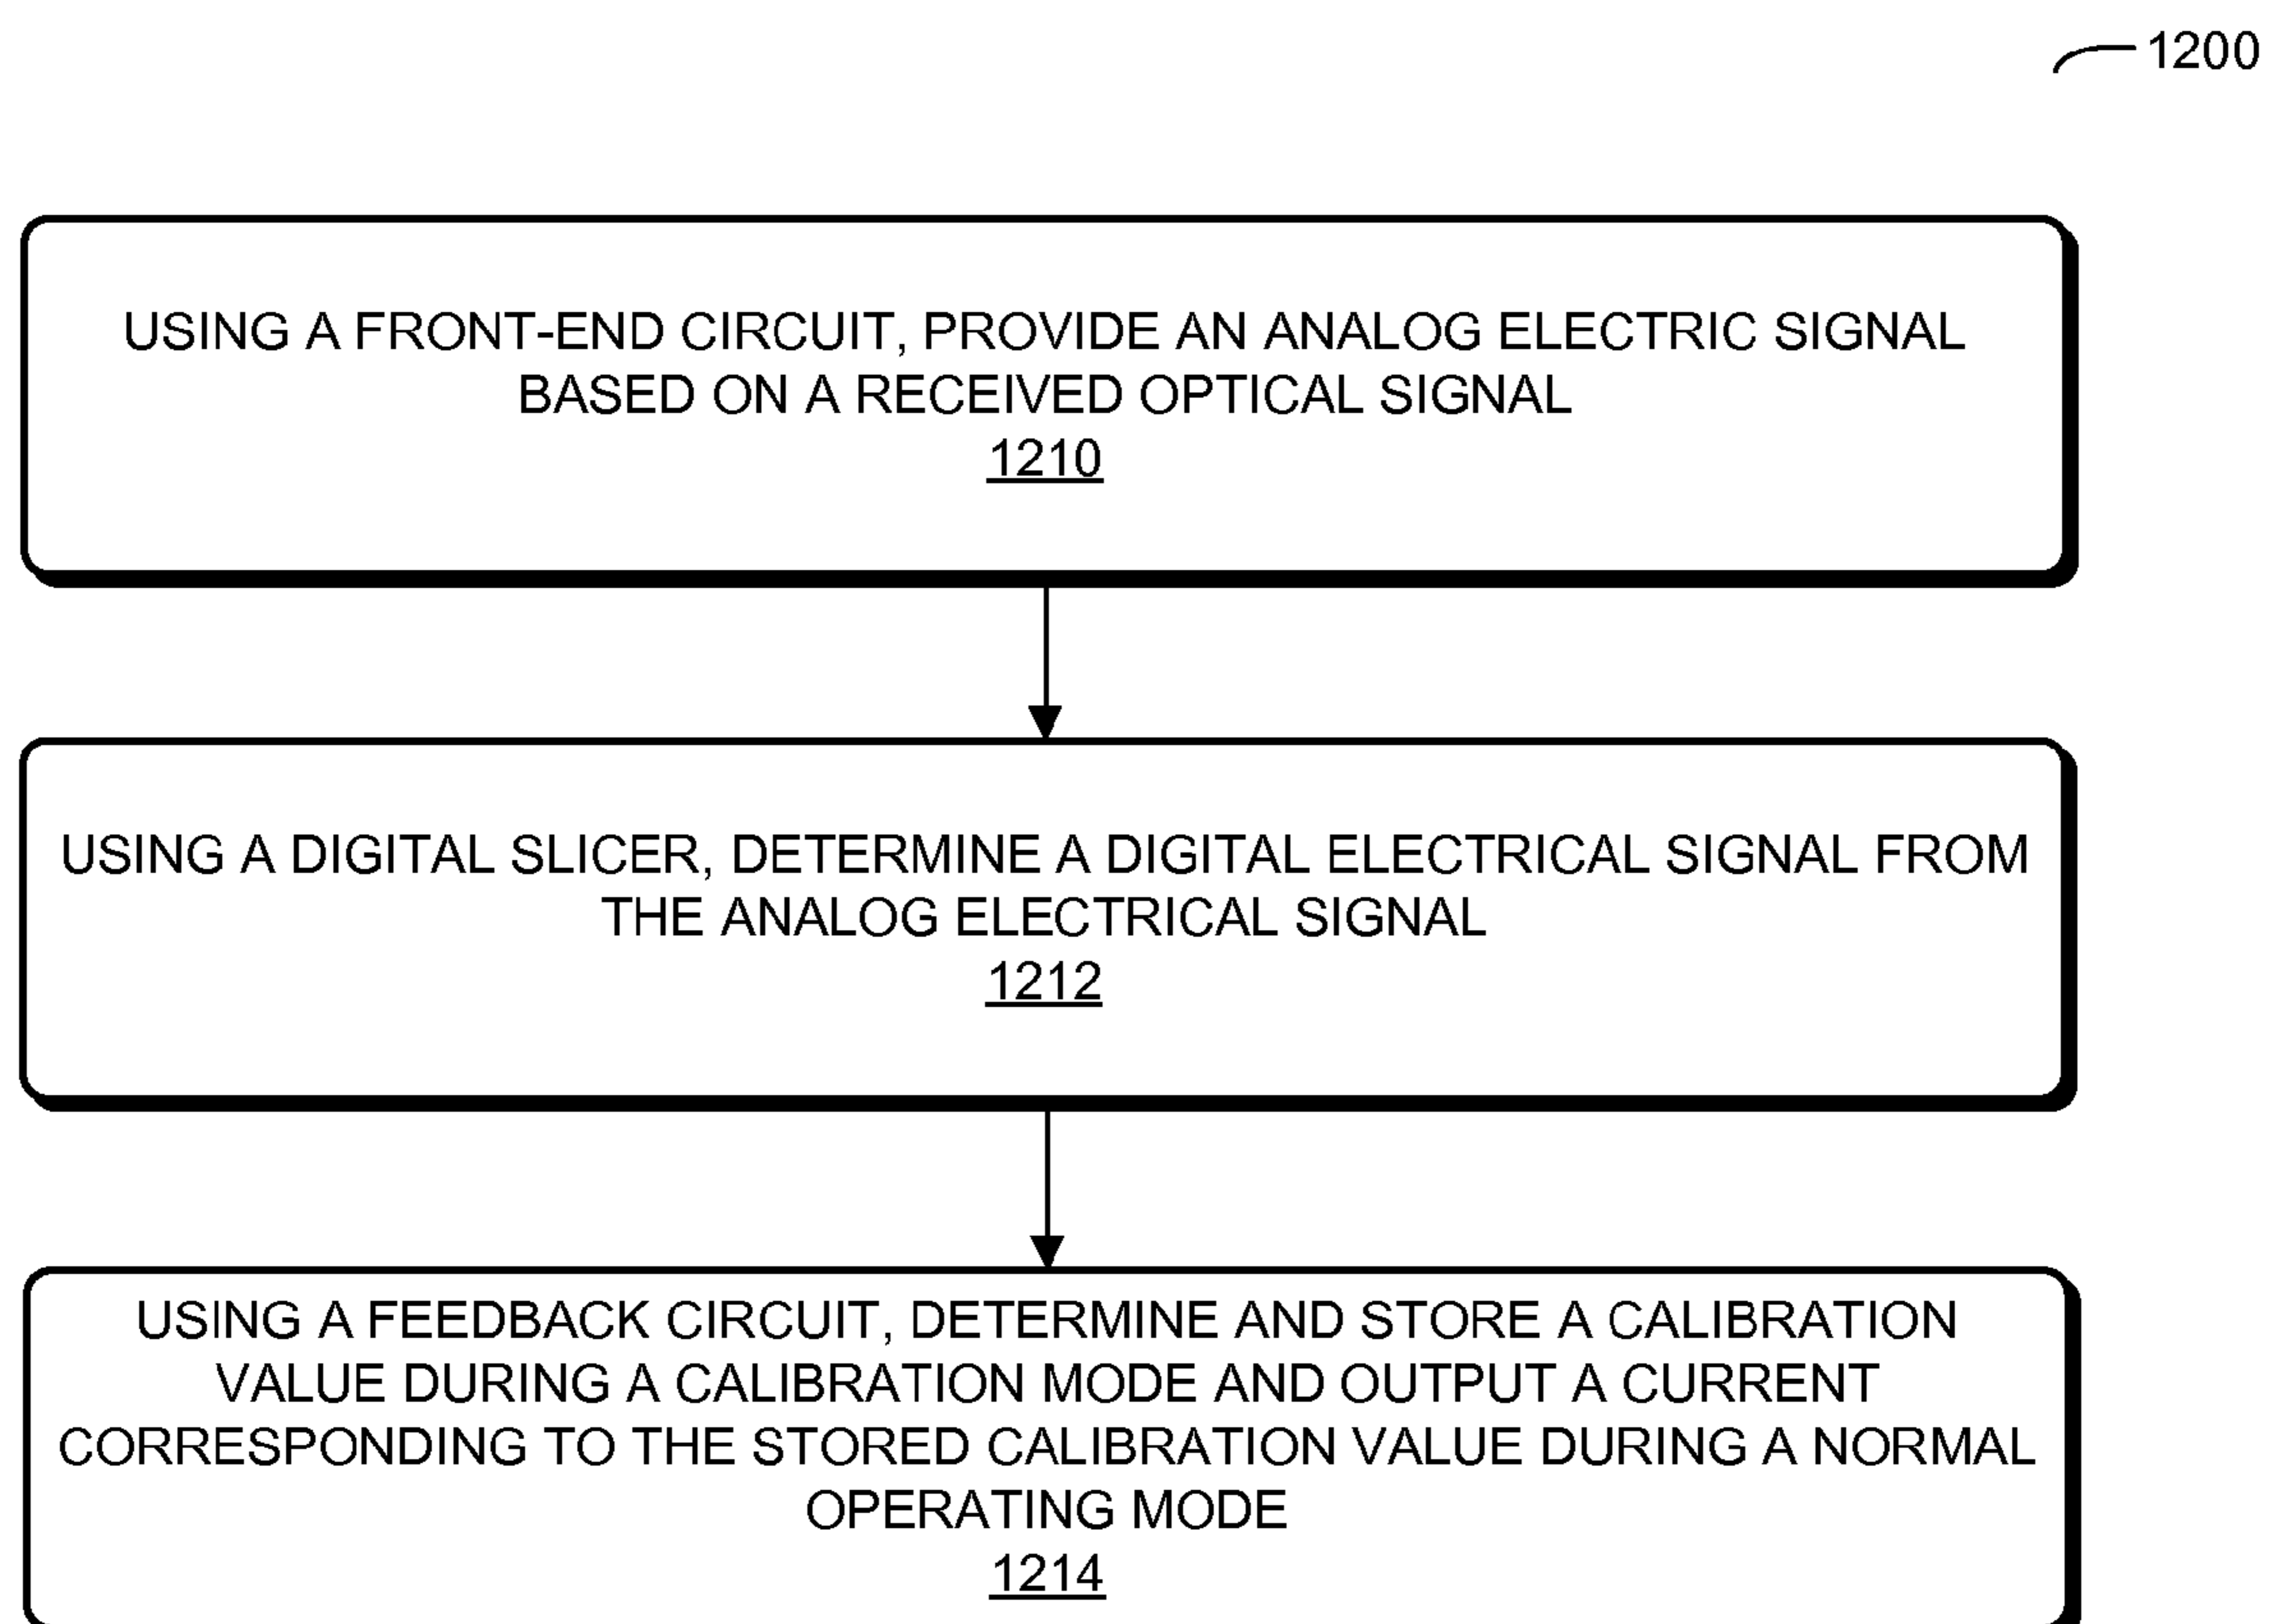 1200
USING A FRONT-END CIRCUIT, PROVIDE AN ANALOG ELECTRIC SIGNAL
BASED ON A RECEIVED OPTICAL SIGNAL
1210
USING A DIGITAL SLICER, DETERMINE A DIGITAL ELECTRICAL SIGNAL FROM
THE ANALOG ELECTRICAL SIGNAL
1212
USING A FEEDBACK CIRCUIT, DETERMINE AND STORE A CALIBRATION
VALUE DURING A CALIBRATION MODE AND OUTPUT A CURRENT
CORRESPONDING TO THE STORED CALIBRATION VALUE DURING A NORMAL
OPERATING MODE
1214